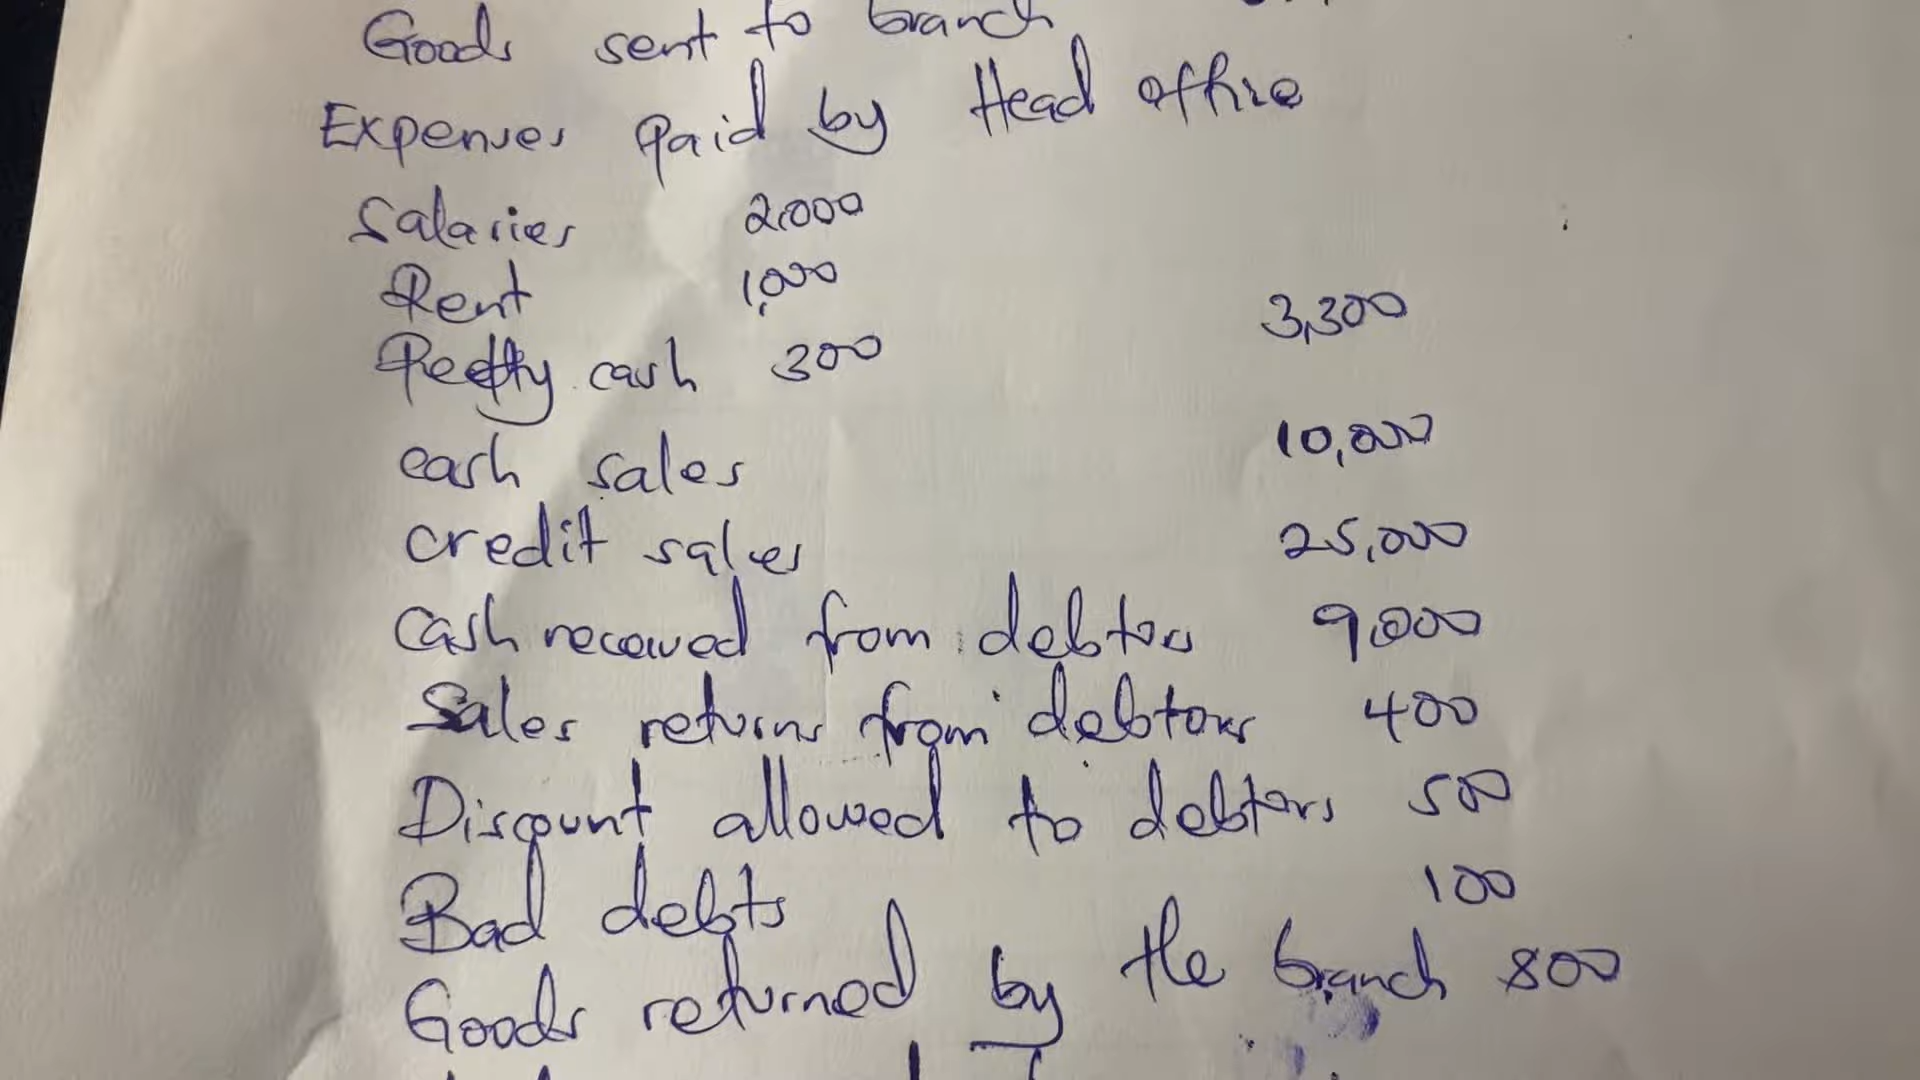 Goods sent to branch
Expenses paid by Head office
Salaries 2,000
Rent 1,000
Petty cash 300 3,300
cash sales 10,000
credit sales 25,000
Cash received from debtors 9,000
Sales returns from debtors 400
Discount allowed to debtors 500
Bad debts 100
Goods returned by the branch 800